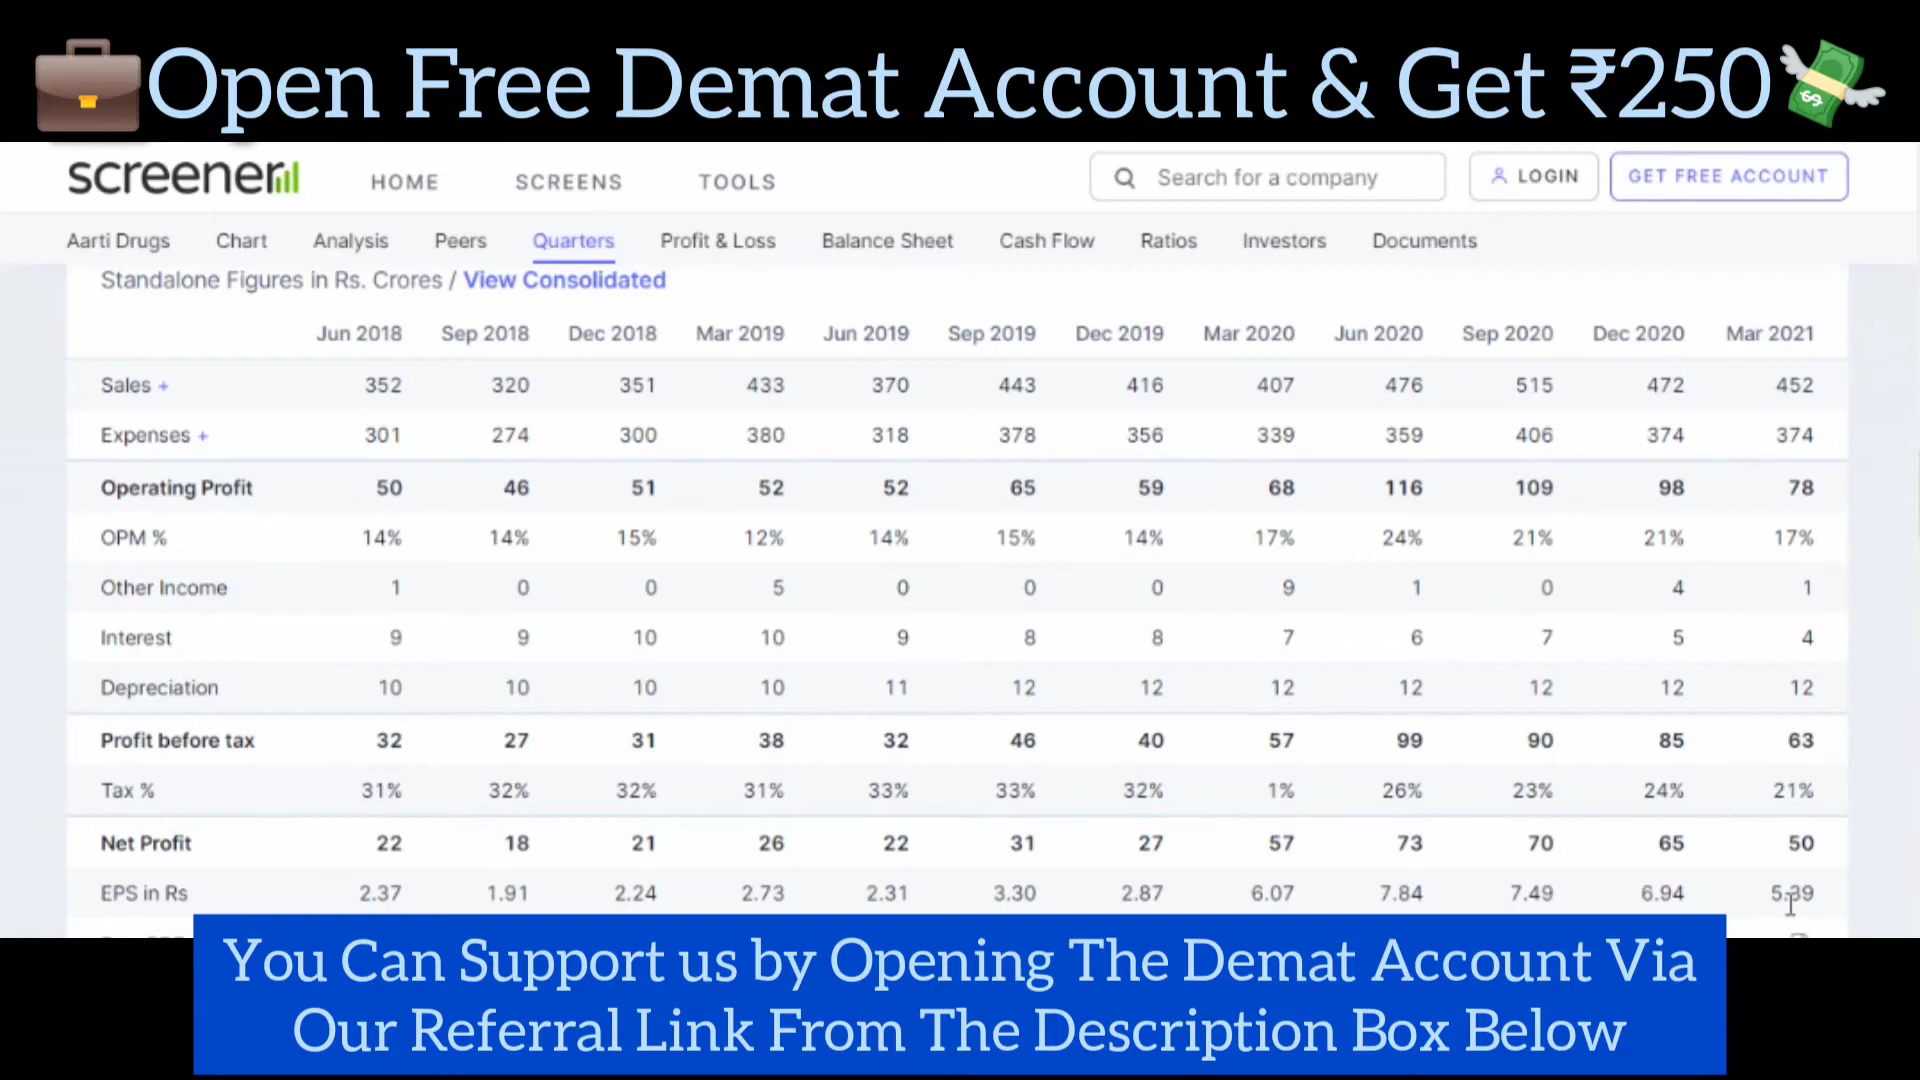 Open Free Demat Account & Get ₹250
screener
HOME SCREENS TOOLS Search for a company LOGIN GET FREE ACCOUNT
Aarti Drugs Chart Analysis Peers Quarters Profit & Loss Balance Sheet Cash Flow Ratios Investors Documents
Standalone Figures in Rs. Crores / View Consolidated
Jun 2018 Sep 2018 Dec 2018 Mar 2019 Jun 2019 Sep 2019 Dec 2019 Mar 2020 Jun 2020 Sep 2020 Dec 2020 Mar 2021
Sales + 352 320 351 433 370 443 416 407 476 515 472 452
Expenses + 301 274 300 380 318 378 356 339 359 406 374 374
Operating Profit 50 46 51 52 52 65 59 68 116 109 98 78
OPM % 14% 14% 15% 12% 14% 15% 14% 17% 24% 21% 21% 17%
Other Income 1 0 0 5 0 0 0 9 1 0 4 1
Interest 9 9 10 10 9 8 8 7 6 7 5 4
Depreciation 10 10 10 10 11 12 12 12 12 12 12 12
Profit before tax 32 27 31 38 32 46 40 57 99 90 85 63
Tax % 31% 32% 32% 31% 33% 33% 32% 1% 26% 23% 24% 21%
Net Profit 22 18 21 26 22 31 27 57 73 70 65 50
EPS in Rs 2.37 1.91 2.24 2.73 2.31 3.30 2.87 6.07 7.84 7.49 6.94 5.39
You Can Support us by Opening The Demat Account Via
Our Referral Link From The Description Box Below